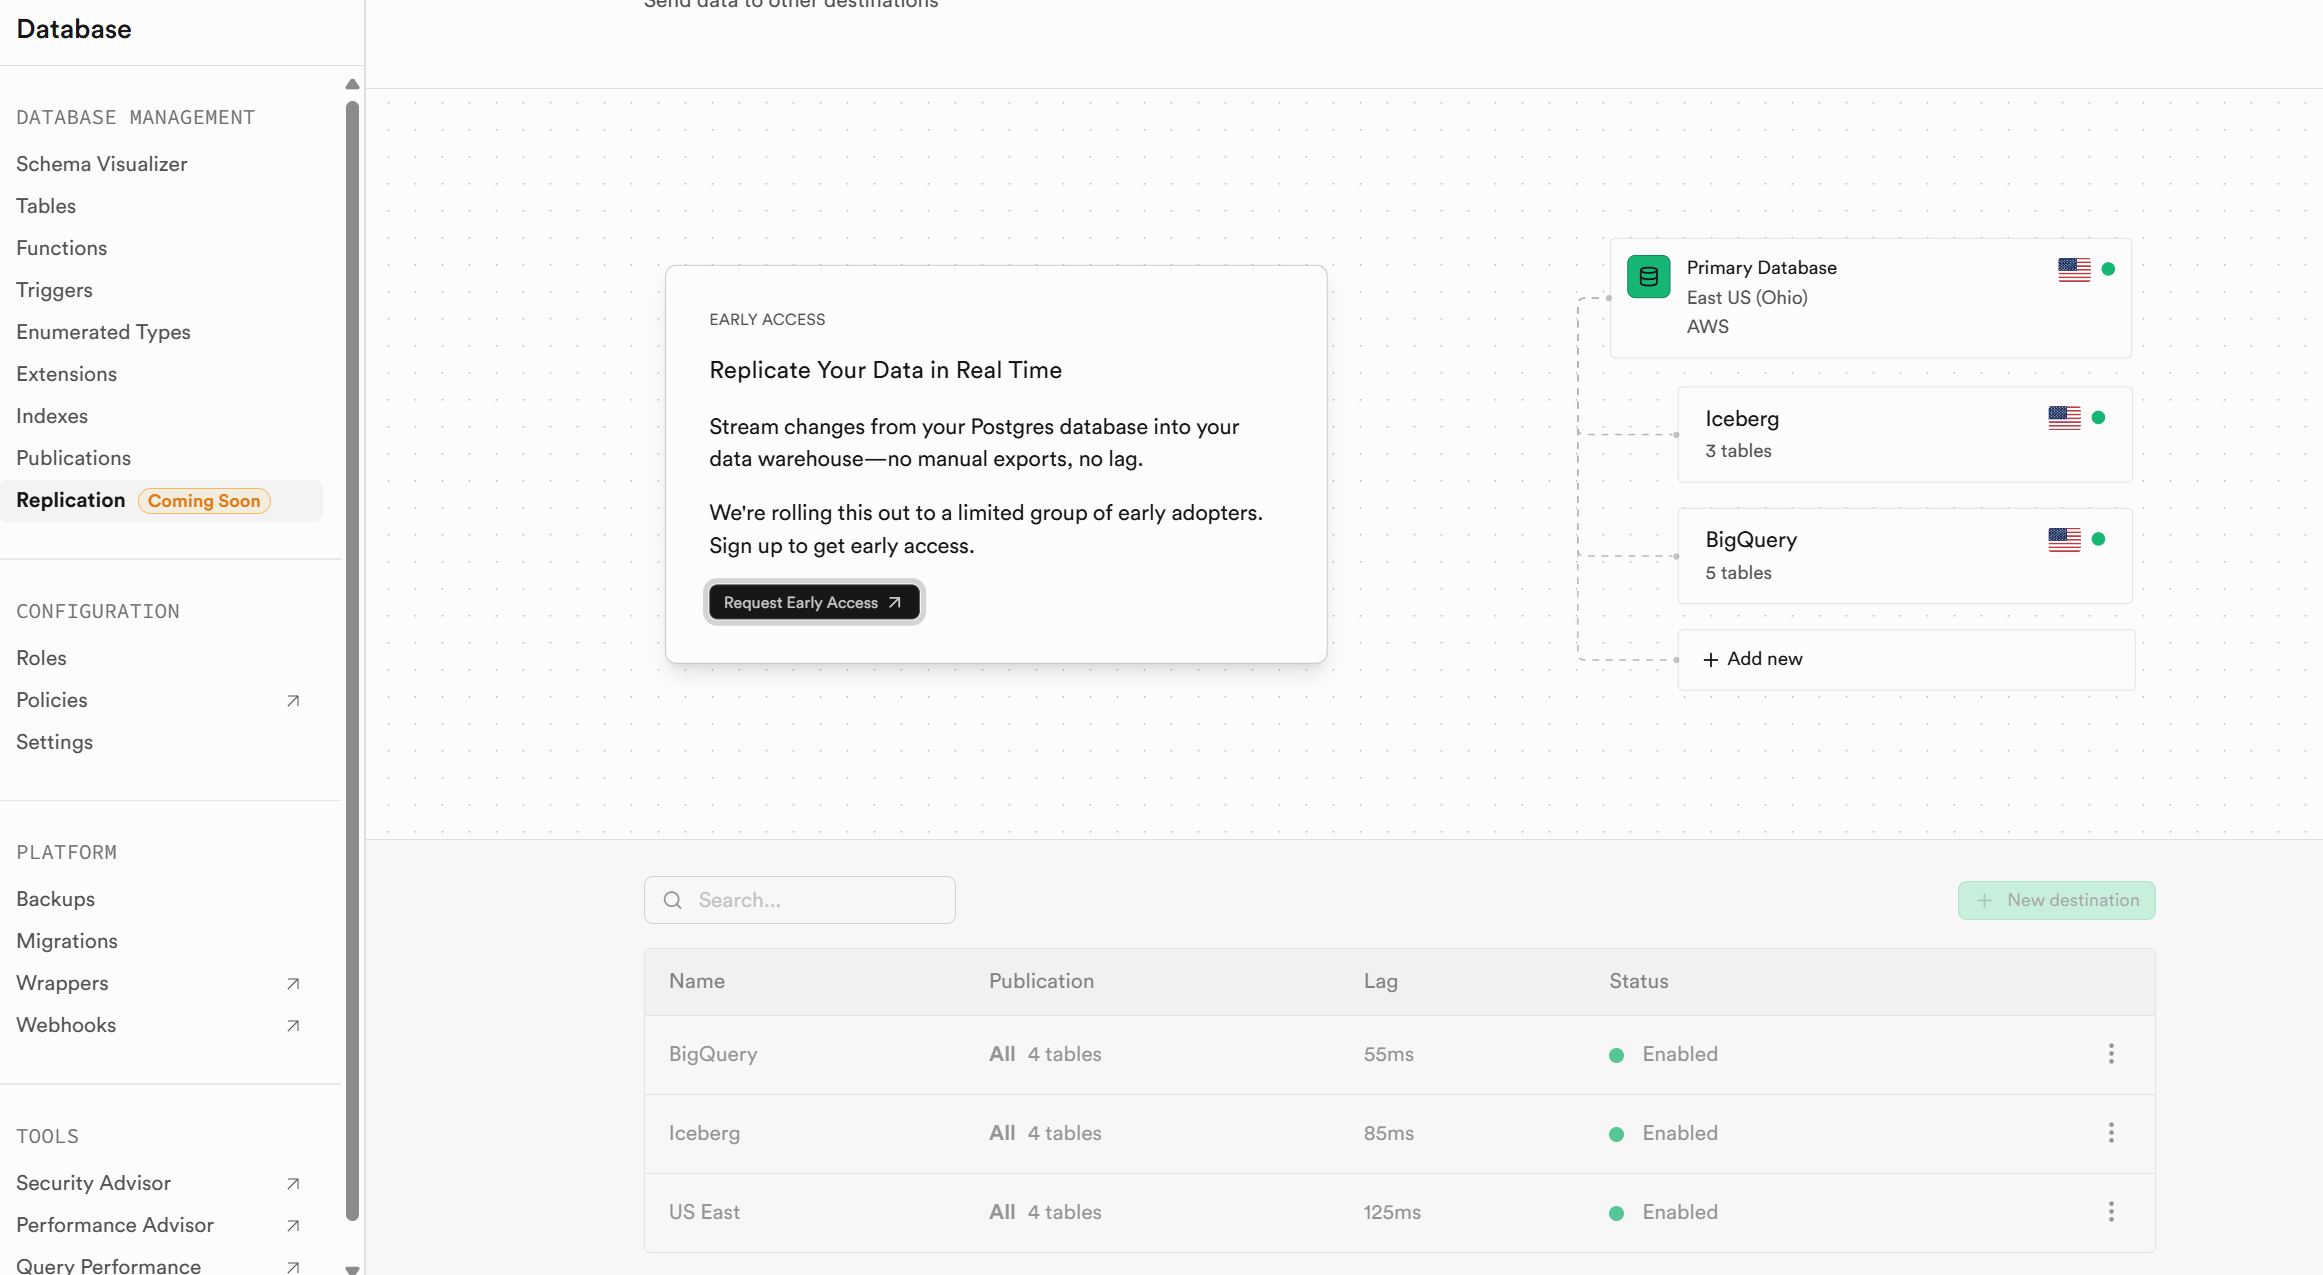 Database
DATABASE MANAGEMENT
Schema Visualizer
Tables
Functions
Triggers
Enumerated Types
Extensions
Indexes
Publications
Replication Coming Soon
CONFIGURATION
Roles
Policies
Settings
PLATFORM
Backups
Migrations
Wrappers
Webhooks
TOOLS
Security Advisor
Performance Advisor
Query Performance
Send data to other destinations
EARLY ACCESS
Replicate Your Data in Real Time
Stream changes from your Postgres database into your
data warehouse—no manual exports, no lag.
We're rolling this out to a limited group of early adopters.
Sign up to get early access.
Request Early Access
Primary Database
East US (Ohio)
AWS
Iceberg
3 tables
BigQuery
5 tables
+ Add new
Search...
+ New destination
Name Publication Lag Status
BigQuery All 4 tables 55ms Enabled
Iceberg All 4 tables 85ms Enabled
US East All 4 tables 125ms Enabled